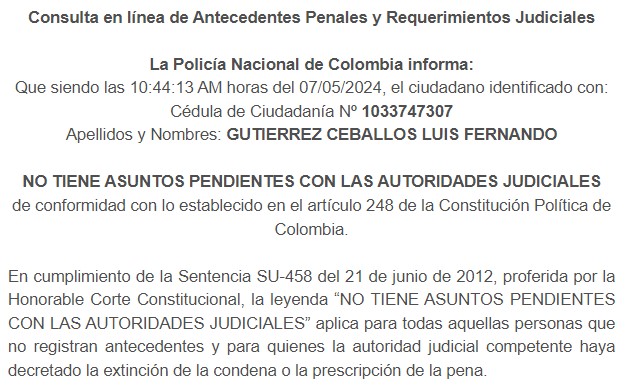 Consulta en línea de Antecedentes Penales y Requerimientos Judiciales
La Policía Nacional de Colombia informa:
Que siendo las 10:44:13 AM horas del 07/05/2024, el ciudadano identificado con:
Cédula de Ciudadanía Nº 1033747307
Apellidos y Nombres: GUTIERREZ CEBALLOS LUIS FERNANDO
NO TIENE ASUNTOS PENDIENTES CON LAS AUTORIDADES JUDICIALES
de conformidad con lo establecido en el artículo 248 de la Constitución Política de
Colombia.
En cumplimiento de la Sentencia SU-458 del 21 de junio de 2012, proferida por la
Honorable Corte Constitucional, la leyenda “NO TIENE ASUNTOS PENDIENTES
CON LAS AUTORIDADES JUDICIALES” aplica para todas aquellas personas que
no registran antecedentes y para quienes la autoridad judicial competente haya
decretado la extinción de la condena o la prescripción de la pena.